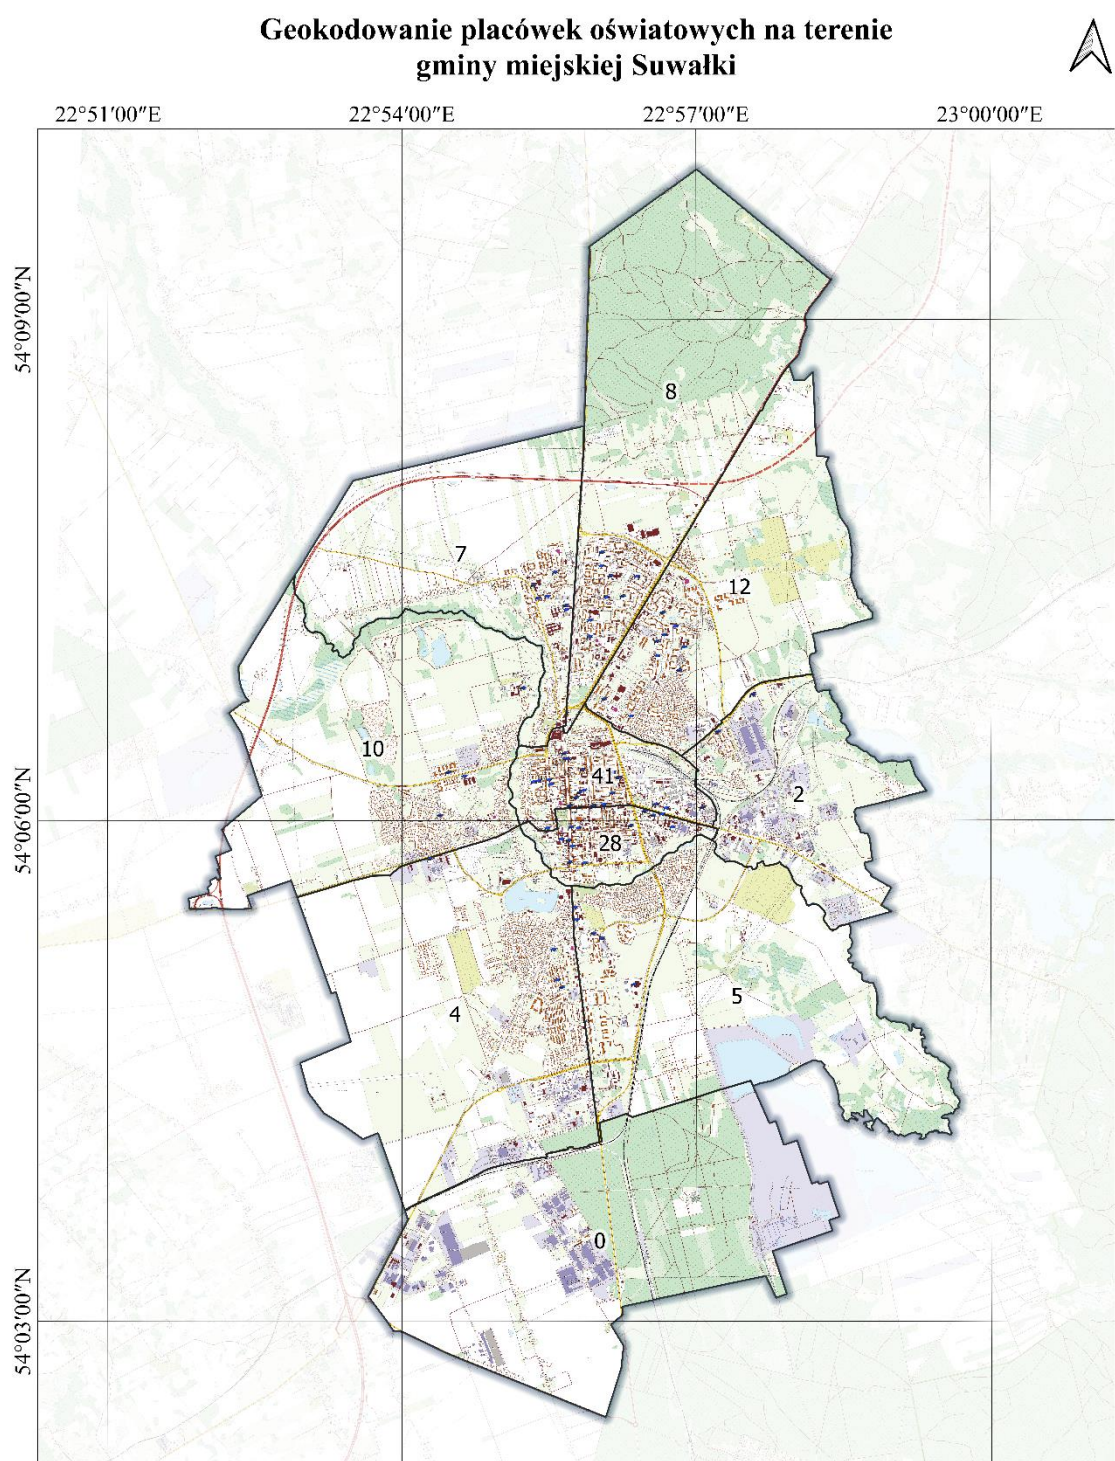 Geokodowanie placówek oświatowych na terenie
gminy miejskiej Suwałki
22°51'00"E 22°54'00"E 22°57'00"E 23°00'00"E
54°09'00"N
8
7
12
10
41
2
54°06'00"N
28
5
4
0
54°03'00"N